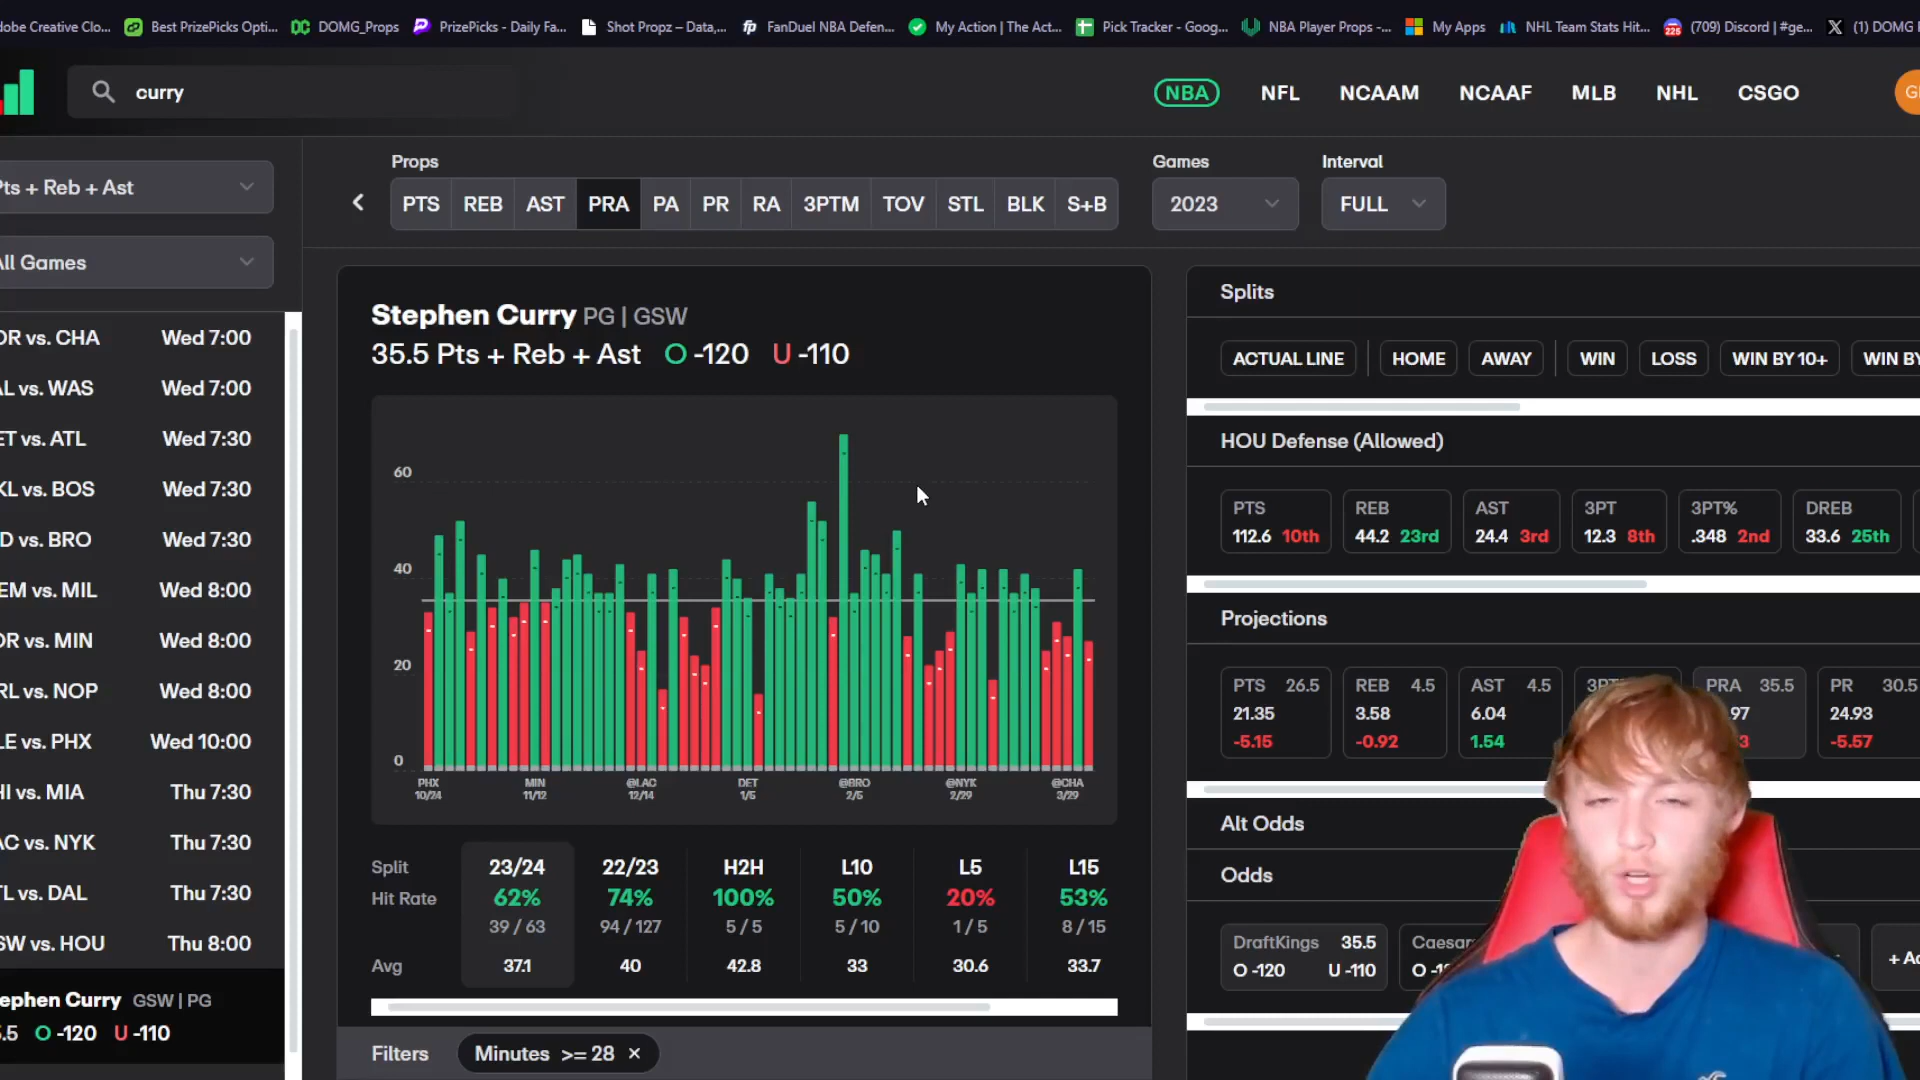 dobe Creative Clo... Best PrizePicks Opti... DOMG_Props PrizePicks - Daily Fa... Shot Propz – Data,... FanDuel NBA Defen... My Action | The Act... Pick Tracker - Goog... NBA Player Props -... My Apps NHL Team Stats Hit... (709) Discord | #ge... (1) DOMG
curry NBA NFL NCAAM NCAAF MLB NHL CSGO
Props Games Interval
Pts + Reb + Ast PTS REB AST PRA PA PR RA 3PTM TOV STL BLK S+B 2023 FULL
All Games
OR vs. CHA Wed 7:00
AL vs. WAS Wed 7:00
ET vs. ATL Wed 7:30
KL vs. BOS Wed 7:30
D vs. BRO Wed 7:30
EM vs. MIL Wed 8:00
OR vs. MIN Wed 8:00
RL vs. NOP Wed 8:00
LE vs. PHX Wed 10:00
HI vs. MIA Thu 7:30
AC vs. NYK Thu 7:30
TL vs. DAL Thu 7:30
SW vs. HOU Thu 8:00
ephen Curry GSW | PG
.5 O -120 U -110
Stephen Curry PG | GSW
35.5 Pts + Reb + Ast O -120 U -110
60
40
20
0
PHX MIN @LAC DET @BRO @NYK @CHA
10/24 11/12 12/14 1/5 2/5 2/29 3/29
Split 23/24 22/23 H2H L10 L5 L15
Hit Rate 62% 74% 100% 50% 20% 53%
39 / 63 94 / 127 5 / 5 5 / 10 1 / 5 8 / 15
Avg 37.1 40 42.8 33 30.6 33.7
Filters Minutes >= 28 ×
Splits
ACTUAL LINE HOME AWAY WIN LOSS WIN BY 10+ WIN BY
HOU Defense (Allowed)
PTS REB AST 3PT 3PT% DREB
112.6 10th 44.2 23rd 24.4 3rd 12.3 8th .348 2nd 33.6 25th
Projections
PTS 26.5 REB 4.5 AST 4.5 PRA 35.5 PR 30.5
21.35 3.58 6.04 .97 24.93
-5.15 -0.92 1.54 3 -5.57
Alt Odds
Odds
DraftKings 35.5 Caesar
O -120 U -110 O -1 + Ad